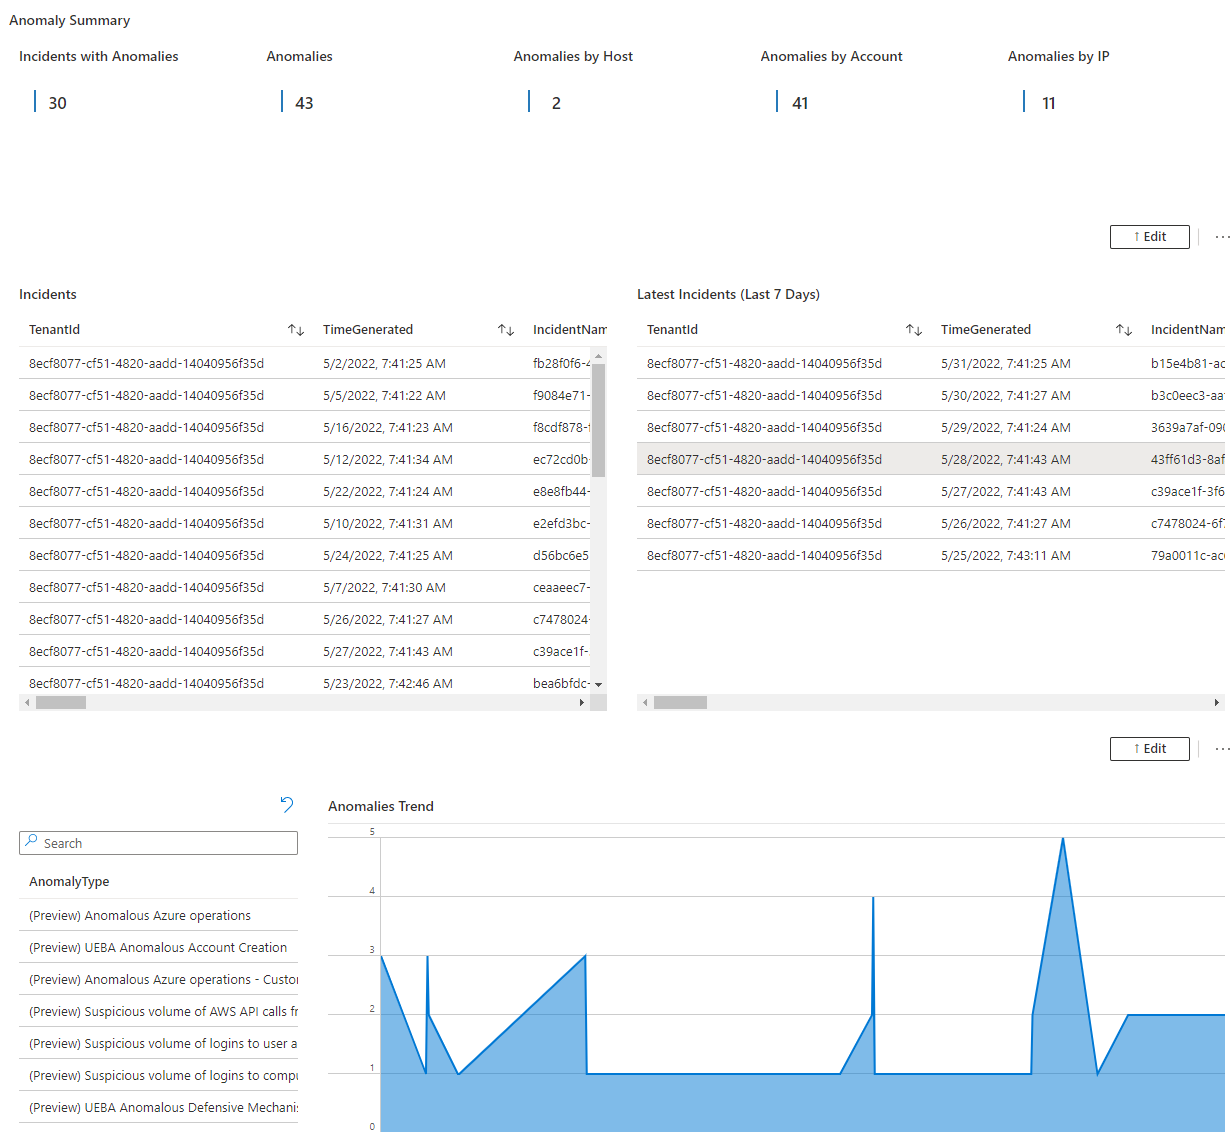 Anomaly Summary
Incidents with Anomalies
Anomalies
Anomalies by Host
Anomalies by Account
Anomalies by IP
30
43
2
41
11
↑ Edit
Incidents
TenantId
TimeGenerated
IncidentNam
8ecf8077-cf51-4820-aadd-14040956f35d 5/2/2022, 7:41:25 AM fb28f0f6-4
8ecf8077-cf51-4820-aadd-14040956f35d 5/5/2022, 7:41:22 AM f9084e71-
8ecf8077-cf51-4820-aadd-14040956f35d 5/16/2022, 7:41:23 AM f8cdf878-
8ecf8077-cf51-4820-aadd-14040956f35d 5/12/2022, 7:41:34 AM ec72cd0b-
8ecf8077-cf51-4820-aadd-14040956f35d 5/22/2022, 7:41:24 AM e8e8fb44-
8ecf8077-cf51-4820-aadd-14040956f35d 5/10/2022, 7:41:31 AM e2efd3bc-
8ecf8077-cf51-4820-aadd-14040956f35d 5/24/2022, 7:41:25 AM d56bc6e5
8ecf8077-cf51-4820-aadd-14040956f35d 5/7/2022, 7:41:30 AM ceaaeec7-
8ecf8077-cf51-4820-aadd-14040956f35d 5/26/2022, 7:41:27 AM c7478024-
8ecf8077-cf51-4820-aadd-14040956f35d 5/27/2022, 7:41:43 AM c39ace1f-
8ecf8077-cf51-4820-aadd-14040956f35d 5/23/2022, 7:42:46 AM bea6bfdc-
Latest Incidents (Last 7 Days)
TenantId
TimeGenerated
IncidentNam
8ecf8077-cf51-4820-aadd-14040956f35d 5/31/2022, 7:41:25 AM b15e4b81-ac
8ecf8077-cf51-4820-aadd-14040956f35d 5/30/2022, 7:41:27 AM b3c0eec3-aa
8ecf8077-cf51-4820-aadd-14040956f35d 5/29/2022, 7:41:24 AM 3639a7af-090
8ecf8077-cf51-4820-aadd-14040956f35d 5/28/2022, 7:41:43 AM 43ff61d3-8af
8ecf8077-cf51-4820-aadd-14040956f35d 5/27/2022, 7:41:43 AM c39ace1f-3f6
8ecf8077-cf51-4820-aadd-14040956f35d 5/26/2022, 7:41:27 AM c7478024-6f
8ecf8077-cf51-4820-aadd-14040956f35d 5/25/2022, 7:43:11 AM 79a0011c-ac
↑ Edit
Search
AnomalyType
(Preview) Anomalous Azure operations
(Preview) UEBA Anomalous Account Creation
(Preview) Anomalous Azure operations - Custo
(Preview) Suspicious volume of AWS API calls fr
(Preview) Suspicious volume of logins to user a
(Preview) Suspicious volume of logins to compu
(Preview) UEBA Anomalous Defensive Mechanis
Anomalies Trend
5
4
3
2
1
0